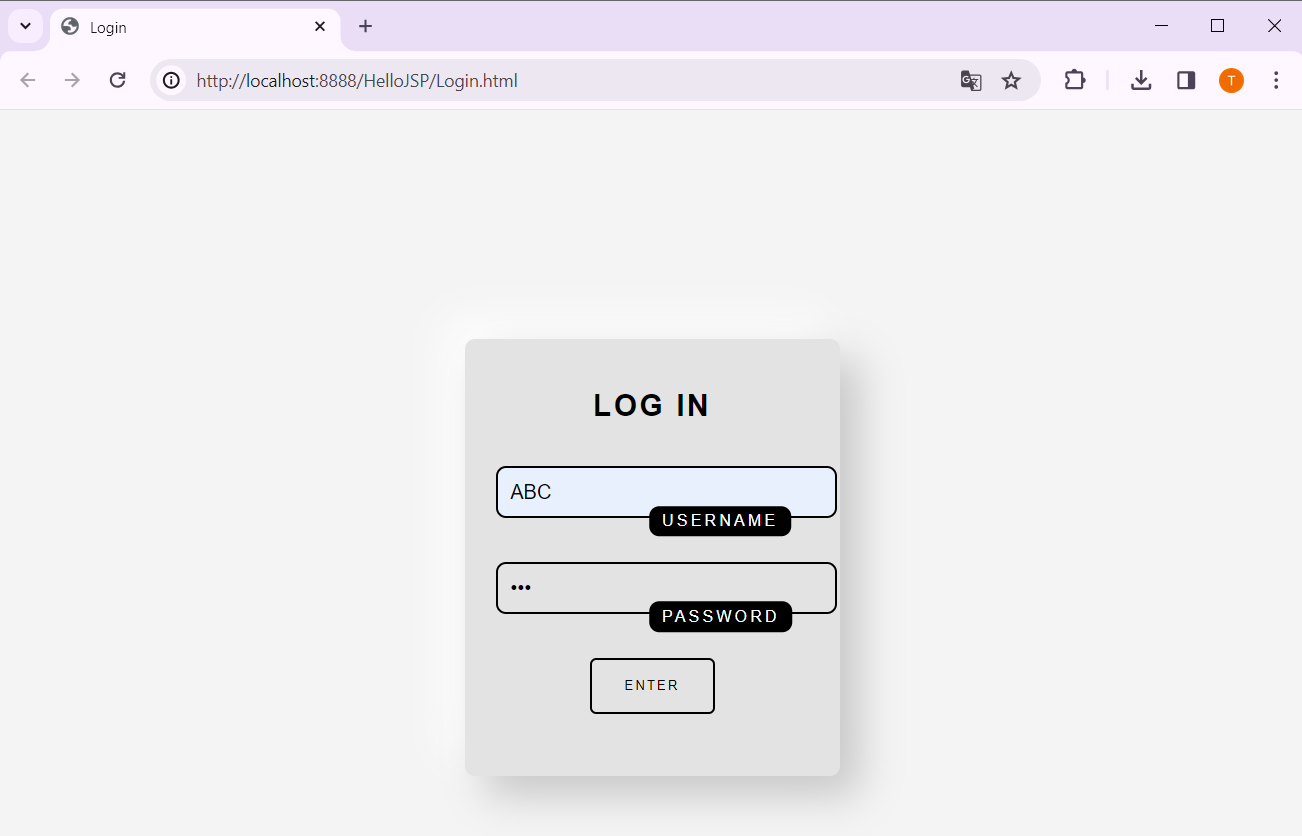 Login
http://localhost:8888/HelloJSP/Login.html
T
LOG IN
ABC
USERNAME
•••
PASSWORD
ENTER